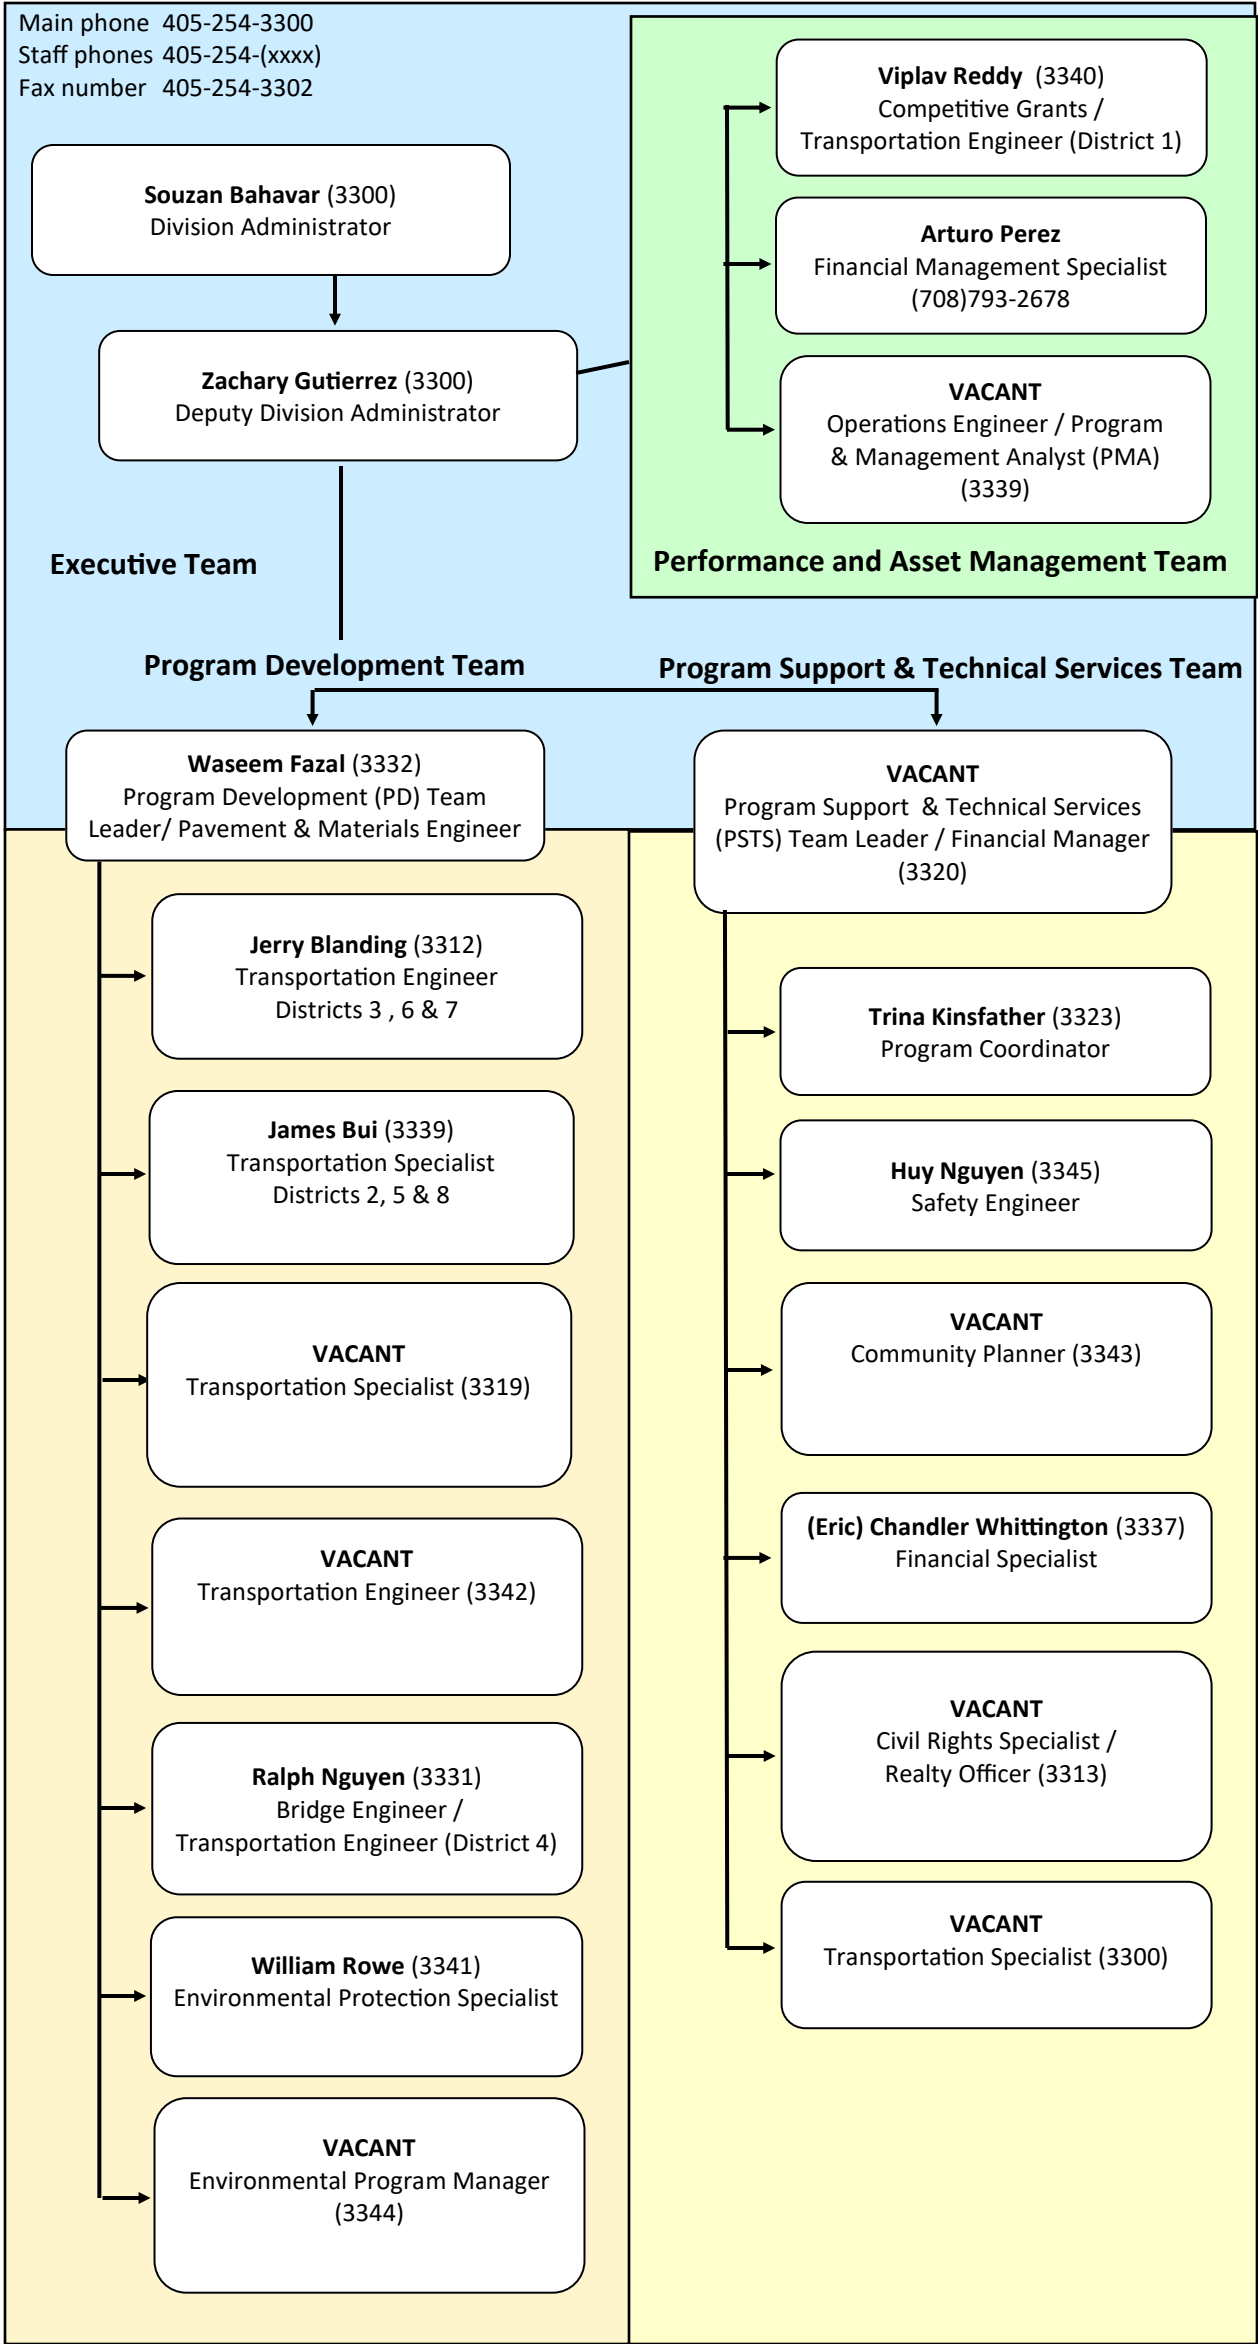 Main phone 405-254-3300
Staff phones 405-254-(xxxx)
Fax number 405-254-3302
Souzan Bahavar (3300)
Division Administrator
Zachary Gutierrez (3300)
Deputy Division Administrator
Executive Team
Viplav Reddy (3340)
Competitive Grants /
Transportation Engineer (District 1)
Arturo Perez
Financial Management Specialist
(708)793-2678
VACANT
Operations Engineer / Program
& Management Analyst (PMA)
(3339)
Performance and Asset Management Team
Program Development Team
Waseem Fazal (3332)
Program Development (PD) Team
Leader/ Pavement & Materials Engineer
Jerry Blanding (3312)
Transportation Engineer
Districts 3 , 6 & 7
James Bui (3339)
Transportation Specialist
Districts 2, 5 & 8
VACANT
Transportation Specialist (3319)
VACANT
Transportation Engineer (3342)
Ralph Nguyen (3331)
Bridge Engineer /
Transportation Engineer (District 4)
William Rowe (3341)
Environmental Protection Specialist
VACANT
Environmental Program Manager
(3344)
Program Support & Technical Services Team
VACANT
Program Support & Technical Services
(PSTS) Team Leader / Financial Manager
(3320)
Trina Kinsfather (3323)
Program Coordinator
Huy Nguyen (3345)
Safety Engineer
VACANT
Community Planner (3343)
(Eric) Chandler Whittington (3337)
Financial Specialist
VACANT
Civil Rights Specialist /
Realty Officer (3313)
VACANT
Transportation Specialist (3300)